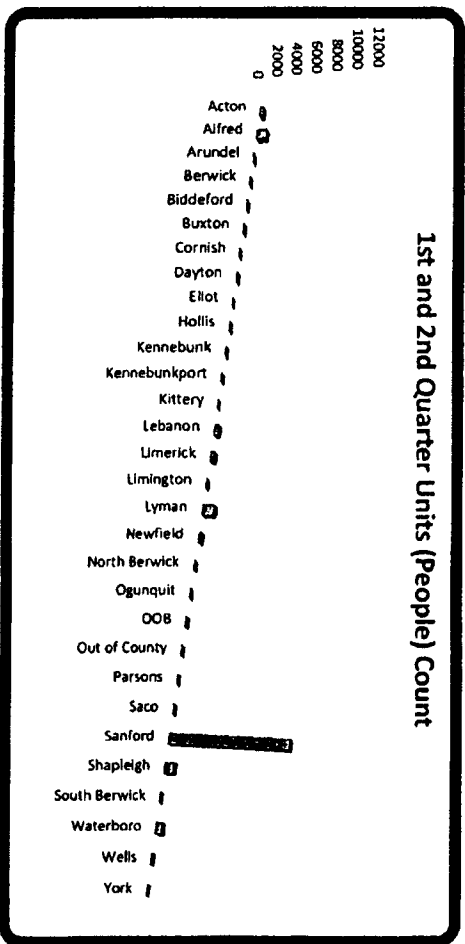 1st and 2nd Quarter Units (People) Count
12000
10000
8000
6000
4000
2000
0
Acton
Alfred
Arundel
Berwick
Biddeford
Buxton
Cornish
Dayton
Eliot
Hollis
Kennebunk
Kennebunkport
Kittery
Lebanon
Limerick
Limington
Lyman
Newfield
North Berwick
Ogunquit
OOB
Out of County
Parsons
Saco
Sanford
Shapleigh
South Berwick
Waterboro
Wells
York